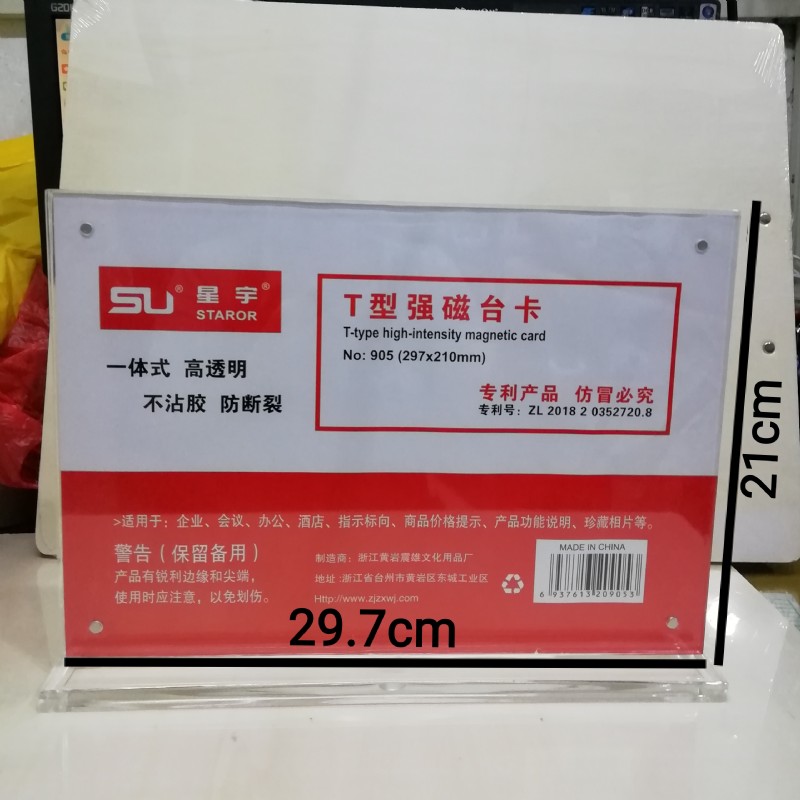 G20
SU® 星宇®
STAROR
一体式 高透明
不沾胶 防断裂
T型强磁台卡
T-type high-intensity magnetic card
No: 905 (297x210mm)
专利产品 仿冒必究
专利号: ZL 2018 2 0352720.8
21cm
>适用于: 企业、会议、办公、酒店、指示标向、商品价格提示、产品功能说明、珍藏相片等。
警告(保留备用)
产品有锐利边缘和尖端,
使用时应注意, 以免划伤。
制造商: 浙江黄岩震雄文化用品厂
地址:浙江省台州市黄岩区东城工业区
Http://www.zjzxwj.com
MADE IN CHINA
6 937613 209053
29.7cm